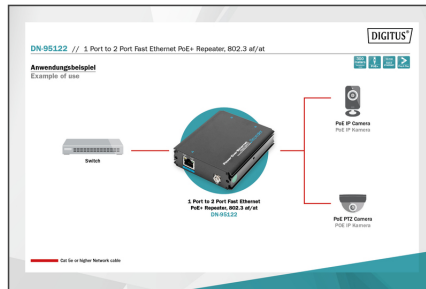 DIGITUS®
DN-95122 // 1 Port to 2 Port Fast Ethernet PoE+ Repeater, 802.3 af/at
Anwendungsbeispiel
Example of use
Switch
1 Port to 2 Port Fast Ethernet
PoE+ Repeater, 802.3 af/at
DN-95122
PoE IP Camera
PoE IP Kamera
PoE PTZ Camera
POE IP Kamera
Cat 5e or higher Network cable